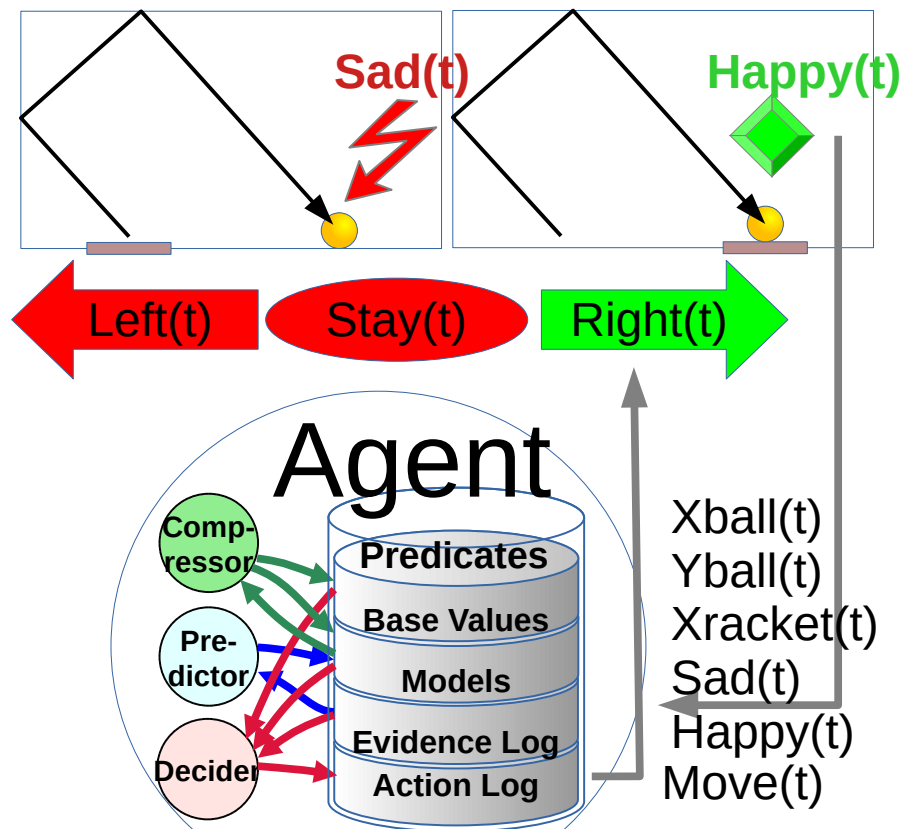 Sad(t)
Happy(t)
Left(t)
Stay(t)
Right(t)
Agent
Comp-
ressor
Pre-
dictor
Decider
Predicates
Base Values
Models
Evidence Log
Action Log
Xball(t)
Yball(t)
Xracket(t)
Sad(t)
Happy(t)
Move(t)